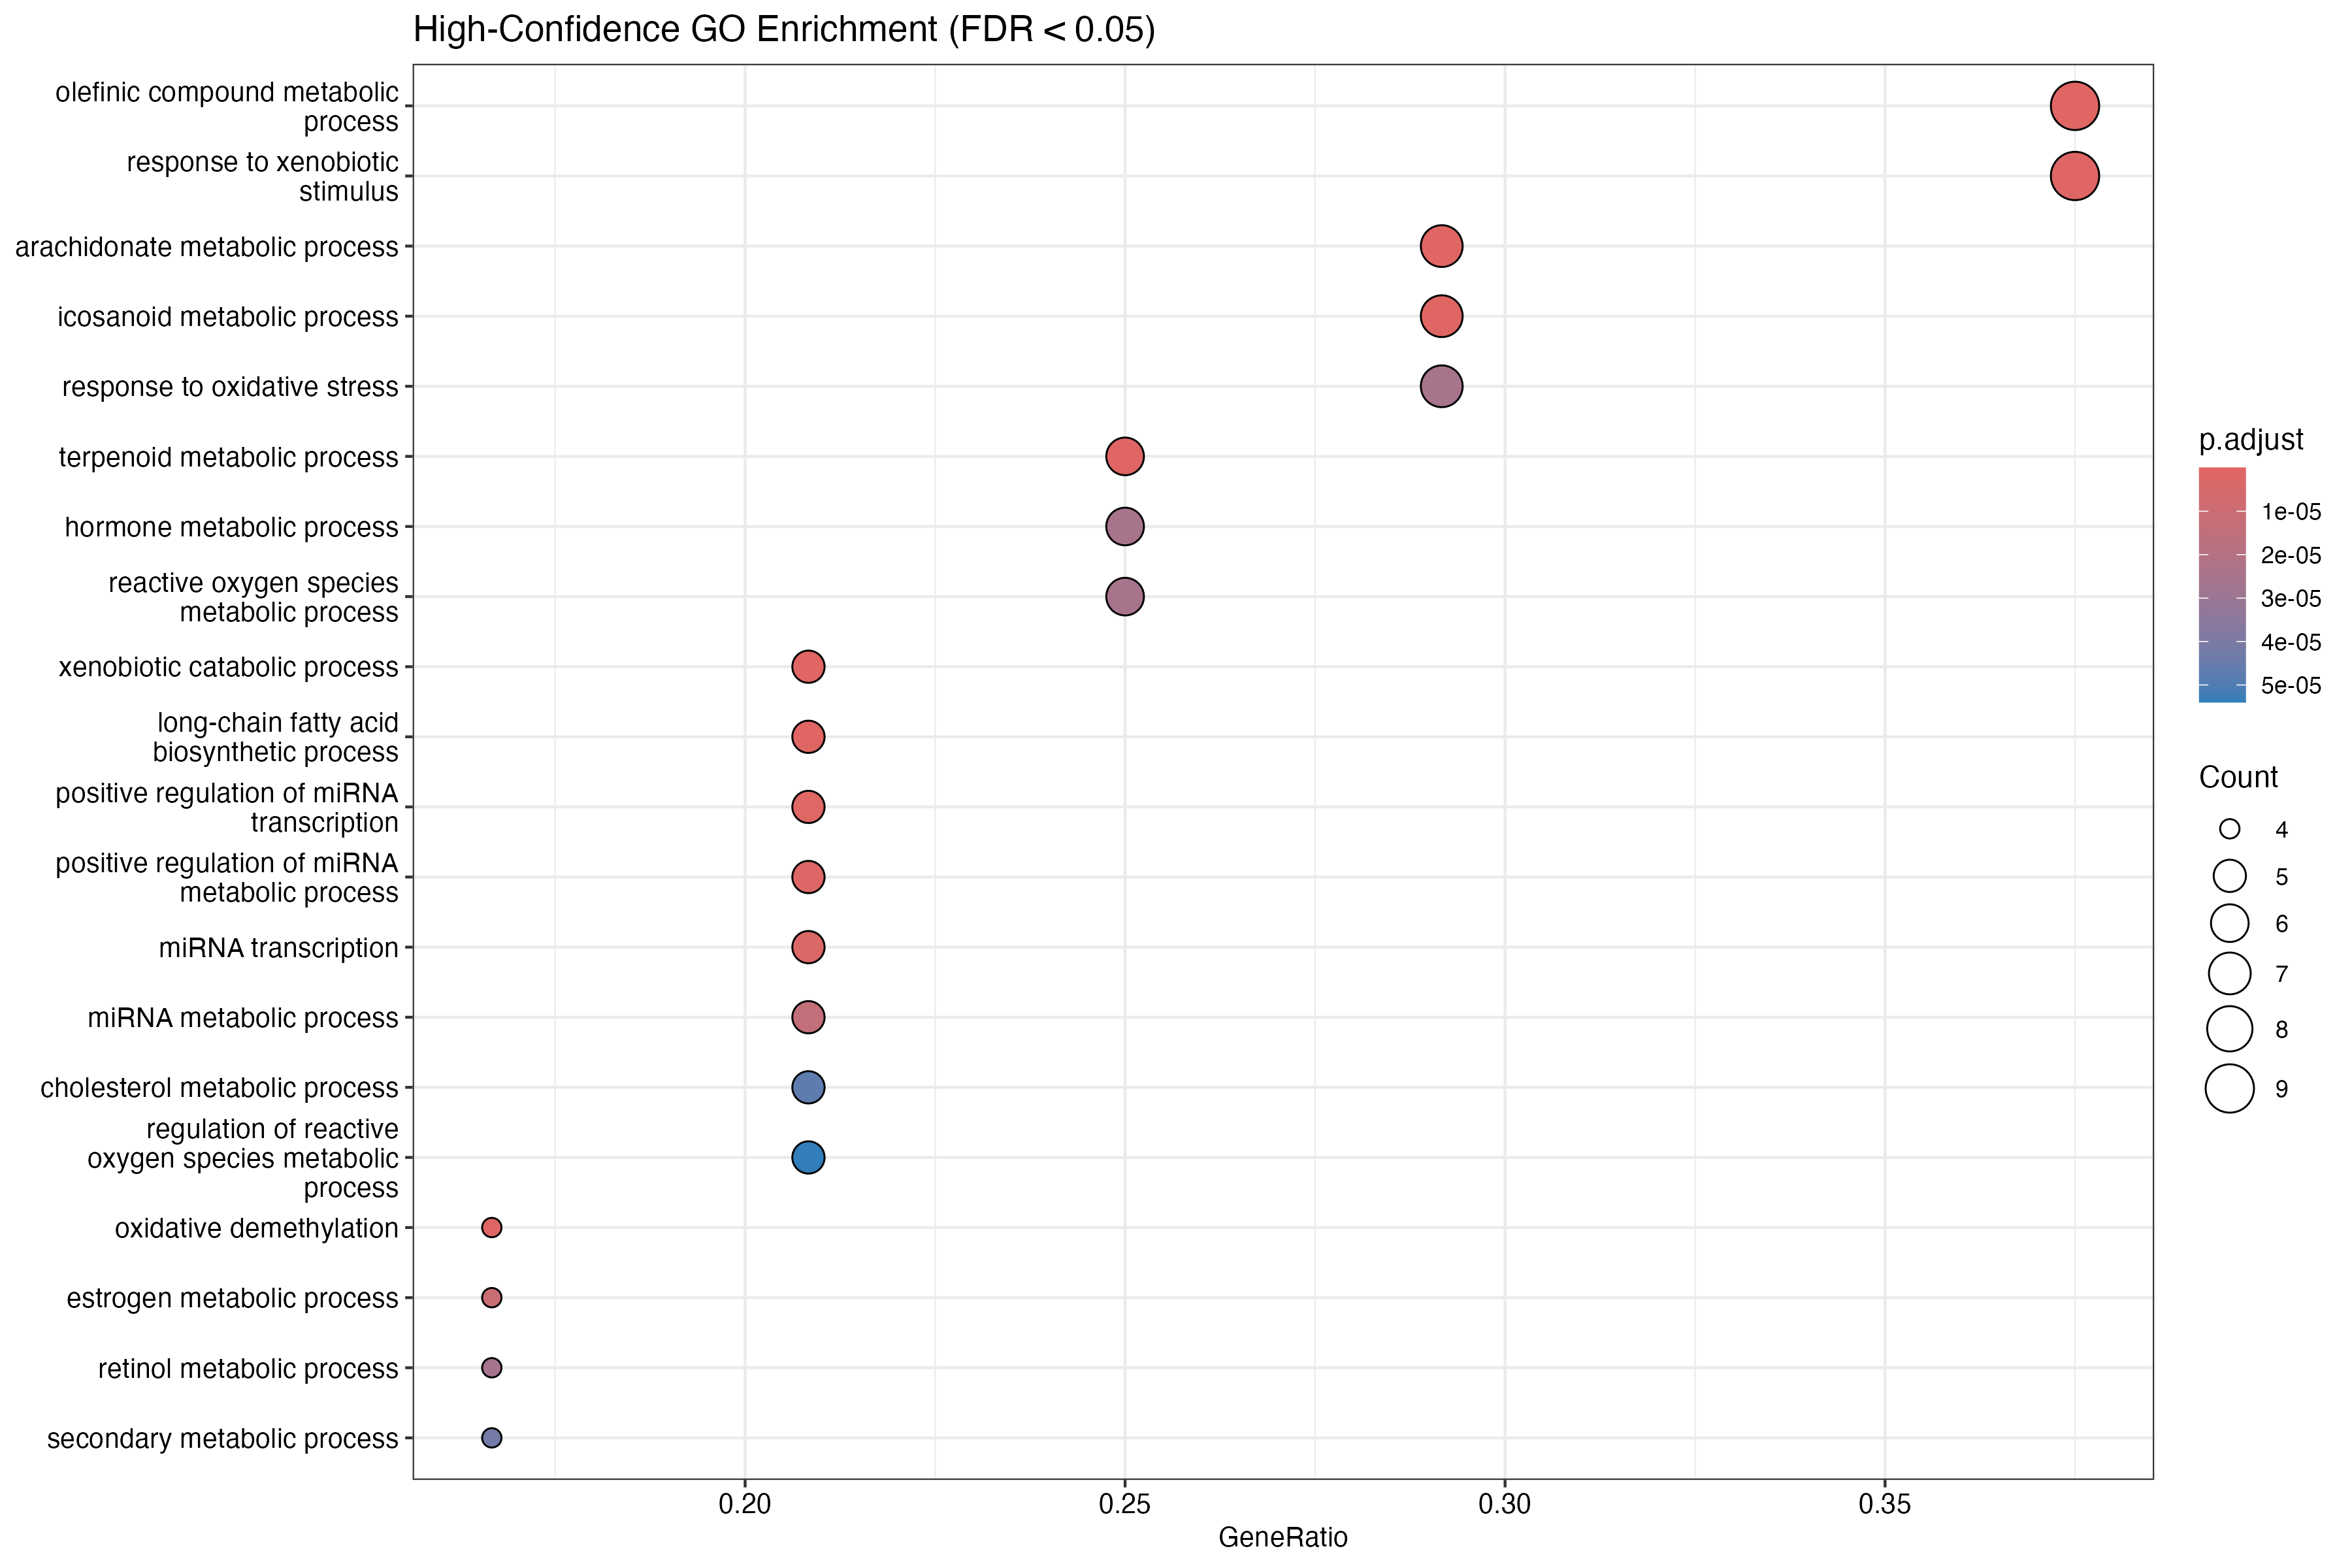 High-Confidence GO Enrichment (FDR < 0.05)
olefinic compound metabolic
process
response to xenobiotic
stimulus
arachidonate metabolic process
icosanoid metabolic process
response to oxidative stress
terpenoid metabolic process
hormone metabolic process
reactive oxygen species
metabolic process
xenobiotic catabolic process
long-chain fatty acid
biosynthetic process
positive regulation of miRNA
transcription
positive regulation of miRNA
metabolic process
miRNA transcription
miRNA metabolic process
cholesterol metabolic process
regulation of reactive
oxygen species metabolic
process
oxidative demethylation
estrogen metabolic process
retinol metabolic process
secondary metabolic process
0.20 0.25 0.30 0.35
GeneRatio
p.adjust
1e-05
2e-05
3e-05
4e-05
5e-05
Count
4
5
6
7
8
9